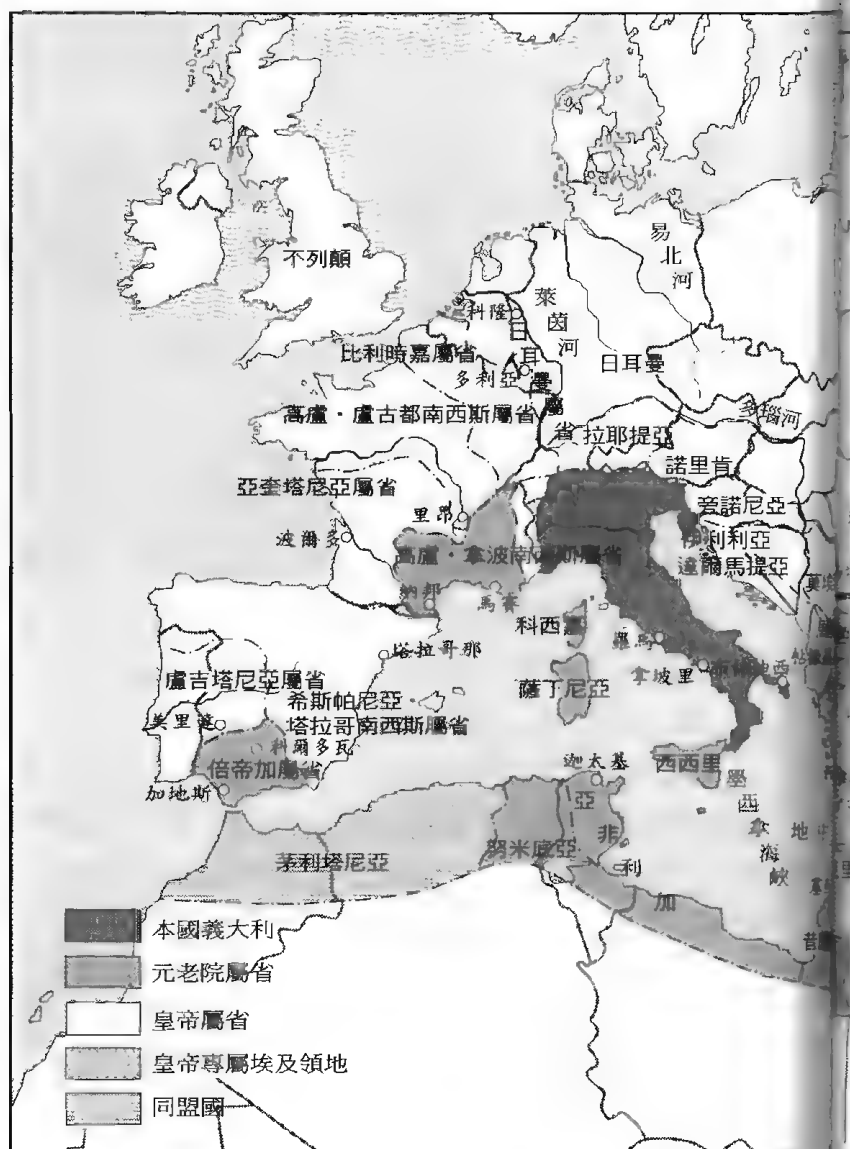 不列顛
易北河
萊茵河
科隆
日耳曼屬省
比利時嘉屬省
多利亞
日耳曼
高盧・盧古都南西斯屬省
多瑙河
拉耶提亞
諾里肯
亞奎塔尼亞屬省
旁諾尼亞
里昂
伊利利亞
波爾多
高盧・拿波南西斯屬省
達爾馬提亞
納邦
馬賽
科西嘉
羅馬
塔拉哥那
盧吉塔尼亞屬省
薩丁尼亞
拿坡里
希斯帕尼亞
美里達
塔拉哥南西斯屬省
科爾多瓦
倍帝加屬省
迦太基
西西里
加地斯
墨西拿海峽
地
茅利塔尼亞
努米底亞
亞非利加
本國義大利
元老院屬省
皇帝屬省
皇帝專屬埃及領地
同盟國